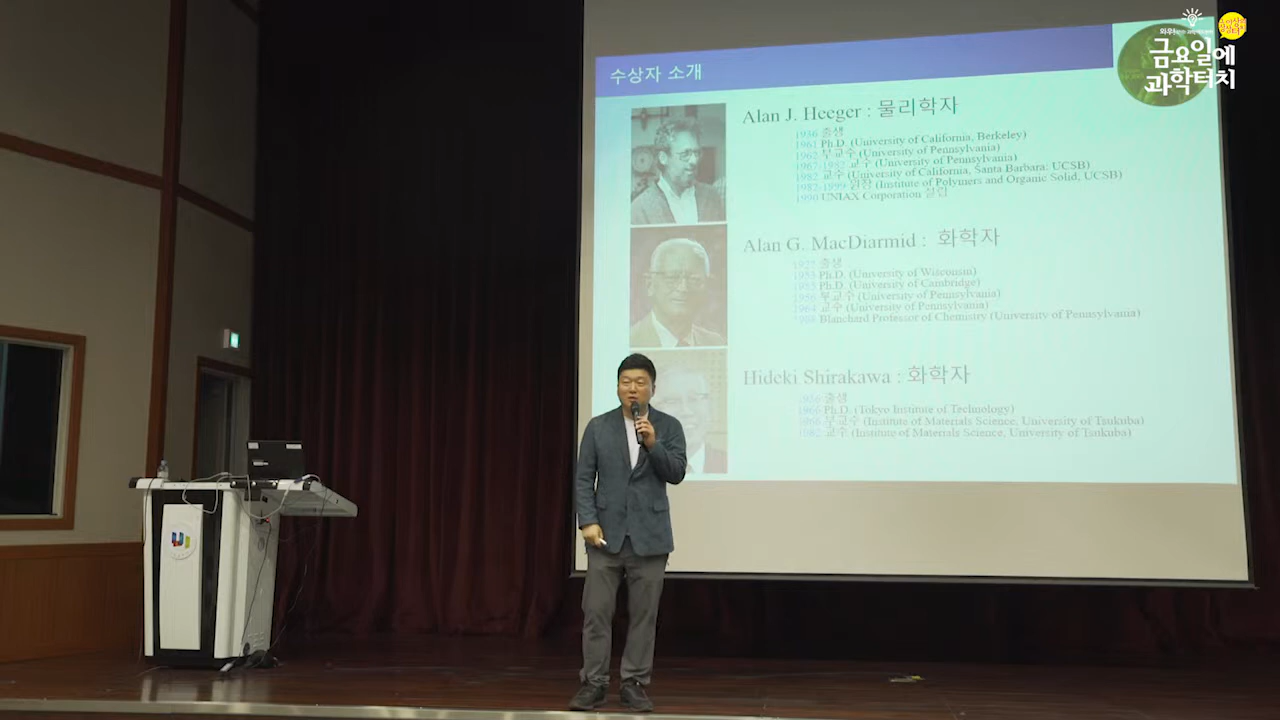 금요일에
과학터치
수상자 소개
Alan J. Heeger : 물리학자
1936 출생
1961 Ph.D. (University of California, Berkeley)
1962 부교수 (University of Pennsylvania)
1967-1982 교수 (University of Pennsylvania)
1982 교수 (University of California, Santa Barbara: UCSB)
1982-1999 원장 (Institute of Polymers and Organic Solid, UCSB)
1990 UNIAX Corporation 설립
Alan G. MacDiarmid : 화학자
1927 출생
1953 Ph.D. (University of Wisconsin)
1955 Ph.D. (University of Cambridge)
1956 부교수 (University of Pennsylvania)
1964 교수 (University of Pennsylvania)
Blanchard Professor of Chemistry (University of Pennsylvania)
Hideki Shirakawa : 화학자
1936 출생
1966 Ph.D. (Tokyo Institute of Technology)
1966 부교수 (Institute of Materials Science, University of Tsukuba)
1982 교수 (Institute of Materials Science, University of Tsukuba)